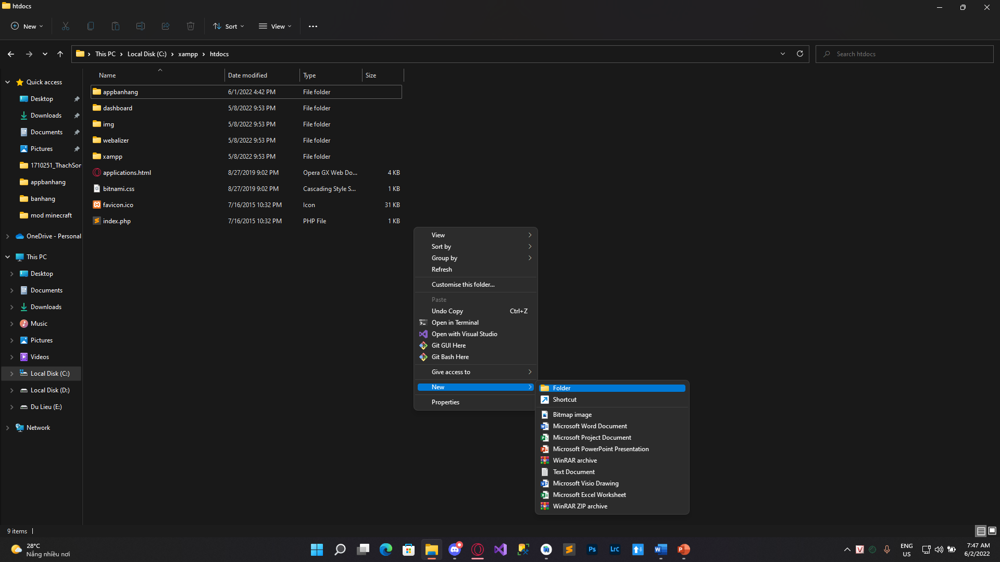 htdocs
New
Sort
View
This PC
Local Disk (C:)
xampp
htdocs
Search htdocs
Name
Date modified
Type
Size
Quick access
Desktop
Downloads
Documents
Pictures
1710251_ThachSor
appbanhang
banhang
mod minecraft
OneDrive - Personal
This PC
Desktop
Documents
Downloads
Music
Pictures
Videos
Local Disk (C:)
Local Disk (D:)
Du Lieu (E:)
Network
appbanhang 6/1/2022 4:42 PM File folder
dashboard 5/8/2022 9:53 PM File folder
img 5/8/2022 9:53 PM File folder
webalizer 5/8/2022 9:53 PM File folder
xampp 5/8/2022 9:53 PM File folder
applications.html 8/27/2019 9:02 PM Opera GX Web Do... 4 KB
bitnami.css 8/27/2019 9:02 PM Cascading Style S... 1 KB
favicon.ico 7/16/2015 10:32 PM Icon 31 KB
index.php 7/16/2015 10:32 PM PHP File 1 KB
View
Sort by
Group by
Refresh
Customise this folder...
Paste
Undo Copy Ctrl+Z
Open in Terminal
Open with Visual Studio
Git GUI Here
Git Bash Here
Give access to
New
Properties
Folder
Shortcut
Bitmap image
Microsoft Word Document
Microsoft Project Document
Microsoft PowerPoint Presentation
WinRAR archive
Text Document
Microsoft Visio Drawing
Microsoft Excel Worksheet
WinRAR ZIP archive
9 items
28°C
Nắng nhiều nơi
Ps
LrC
ENG
US
7:47 AM
6/2/2022